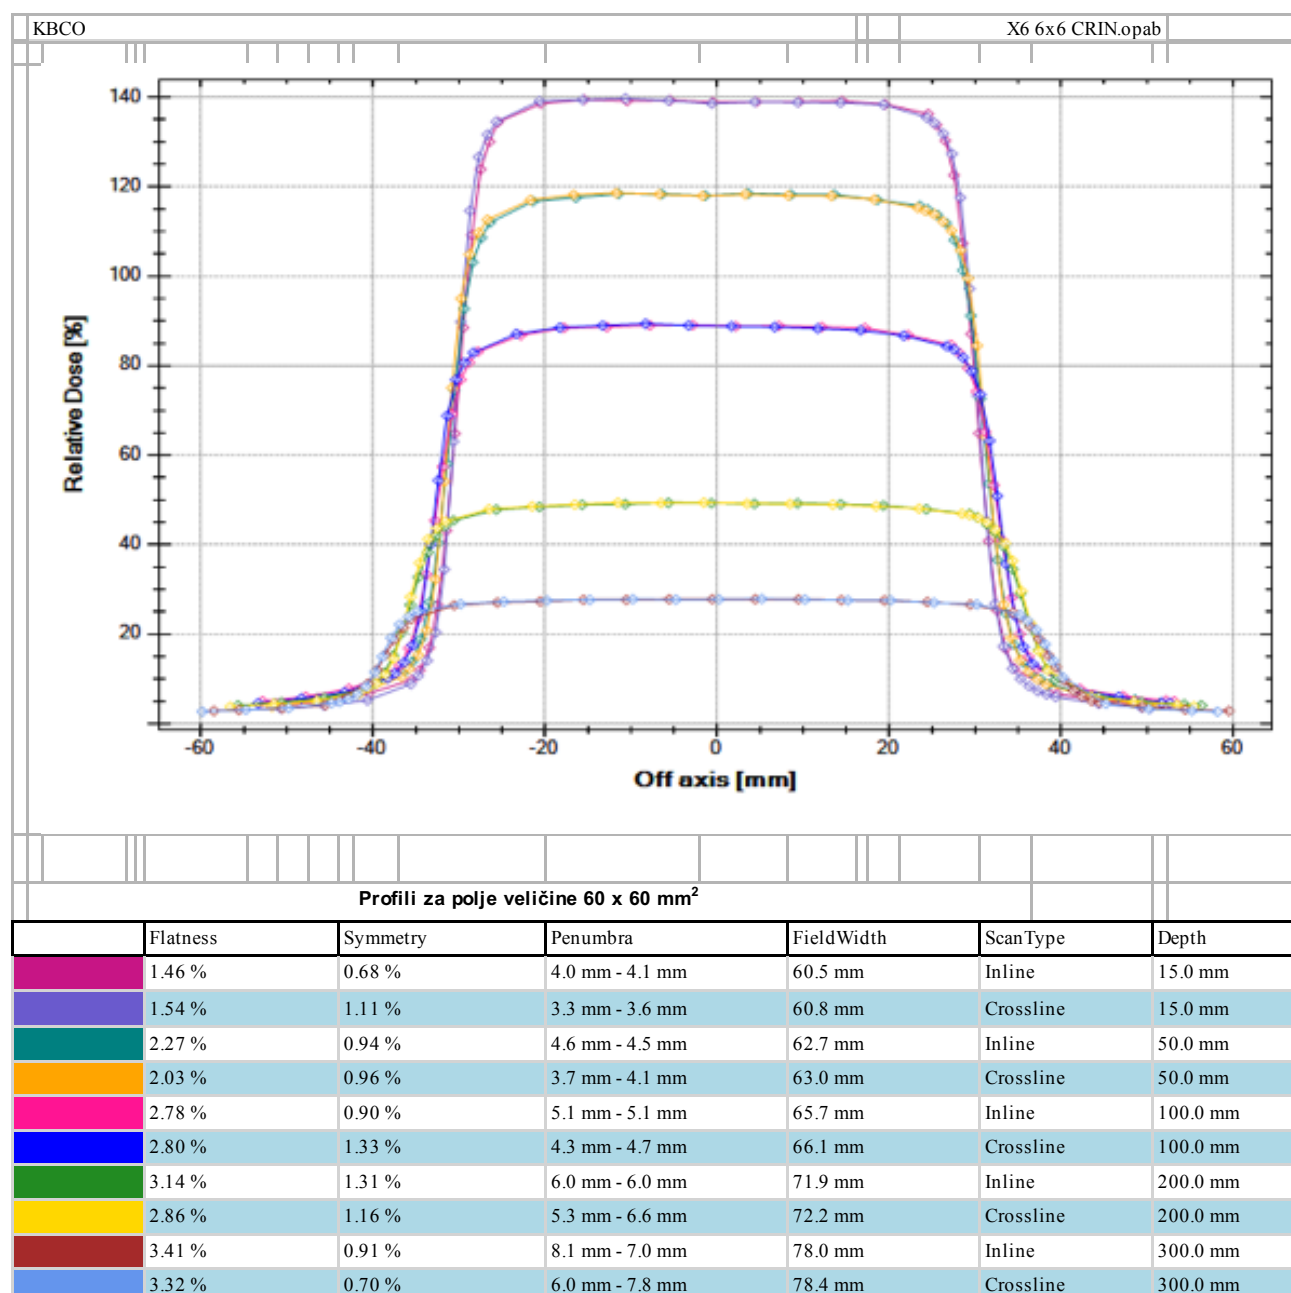 KBCO X6 6x6 CRIN.opab
140
120
100
80
60
40
20
Relative Dose [%]
-60 -40 -20 0 20 40 60
Off axis [mm]
Profili za polje veličine 60 x 60 mm²
Flatness Symmetry Penumbra FieldWidth ScanType Depth
1.46 % 0.68 % 4.0 mm - 4.1 mm 60.5 mm Inline 15.0 mm
1.54 % 1.11 % 3.3 mm - 3.6 mm 60.8 mm Crossline 15.0 mm
2.27 % 0.94 % 4.6 mm - 4.5 mm 62.7 mm Inline 50.0 mm
2.03 % 0.96 % 3.7 mm - 4.1 mm 63.0 mm Crossline 50.0 mm
2.78 % 0.90 % 5.1 mm - 5.1 mm 65.7 mm Inline 100.0 mm
2.80 % 1.33 % 4.3 mm - 4.7 mm 66.1 mm Crossline 100.0 mm
3.14 % 1.31 % 6.0 mm - 6.0 mm 71.9 mm Inline 200.0 mm
2.86 % 1.16 % 5.3 mm - 6.6 mm 72.2 mm Crossline 200.0 mm
3.41 % 0.91 % 8.1 mm - 7.0 mm 78.0 mm Inline 300.0 mm
3.32 % 0.70 % 6.0 mm - 7.8 mm 78.4 mm Crossline 300.0 mm